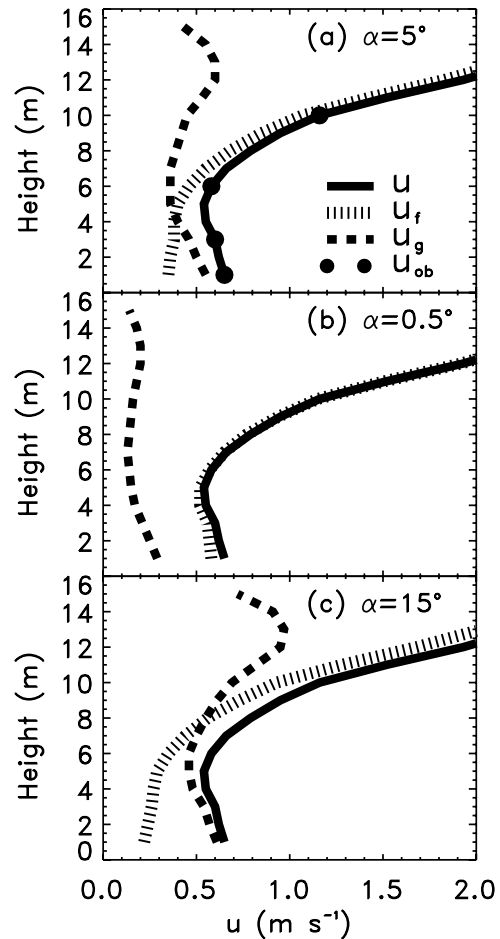 16
14
12
10
8
6
4
2
Height (m)
(a) α=5°
u
u_f
u_g
u_ob
16
14
12
10
8
6
4
2
Height (m)
(b) α=0.5°
16
14
12
10
8
6
4
2
0
Height (m)
(c) α=15°
0.0 0.5 1.0 1.5 2.0
u (m s⁻¹)